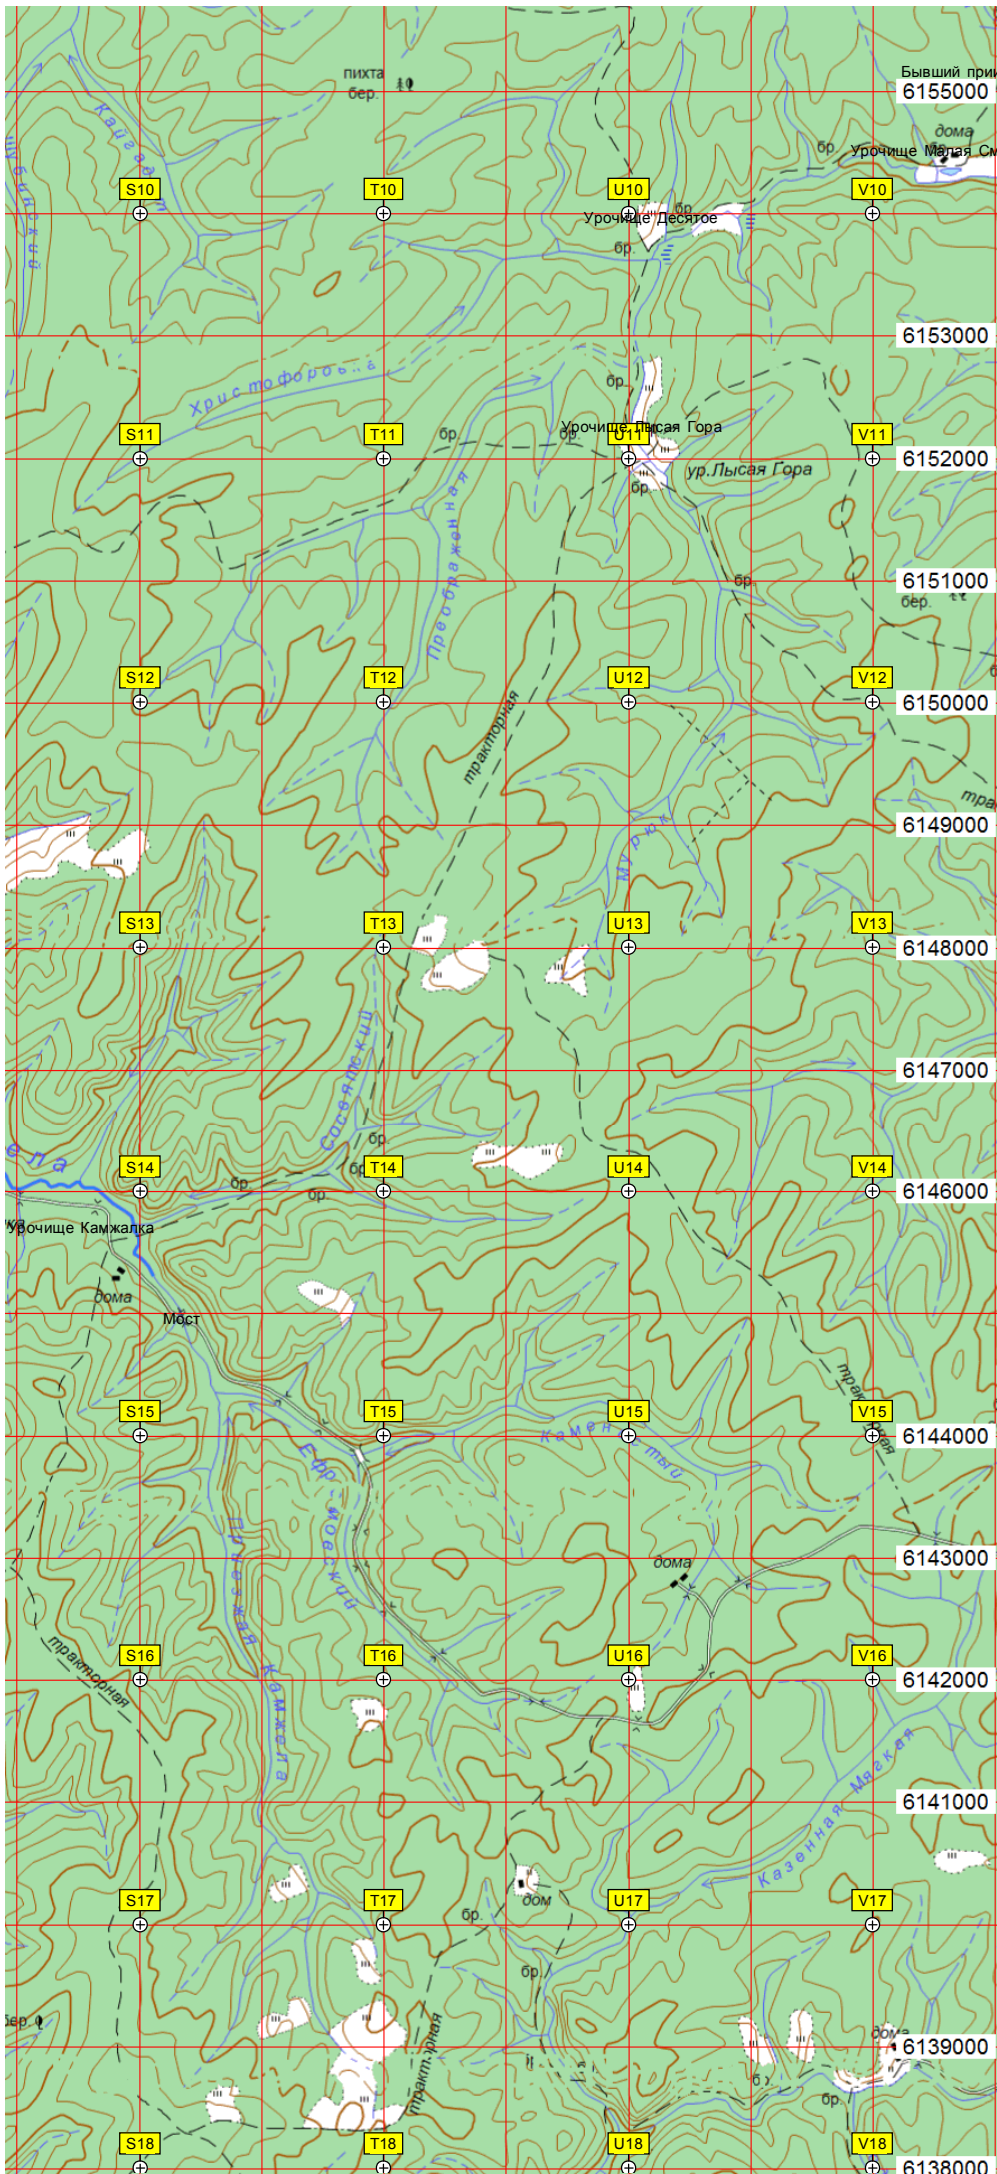 Бывший
6155000
пихта
бер.
дома
бр.
Урочище Малая
S10
T10
U10
V10
бр.
Урочище Десятое
бр.
6153000
бр.
S11
T11
бр.
бр.
Урочище Лысая Гора
U11
V11
6152000
ур.Лысая Гора
бр.
6151000
бр.
бер.
Преображенная
S12
T12
U12
V12
6150000
тракторная
6149000
Мурюк
S13
T13
U13
V13
6148000
6147000
бр.
S14
T14
U14
V14
бр.
бр.
6146000
Урочище Камжалка
дома
Мост
S15
T15
U15
V15
6144000
Каменистый
тракторная
6143000
дома
S16
T16
U16
V16
тракторная
6142000
Камжела
Казенная Мягкая
6141000
дом
S17
T17
U17
V17
бр.
бр.
бер.
тракторная
дома
6139000
бр.
S18
T18
U18
V18
6138000